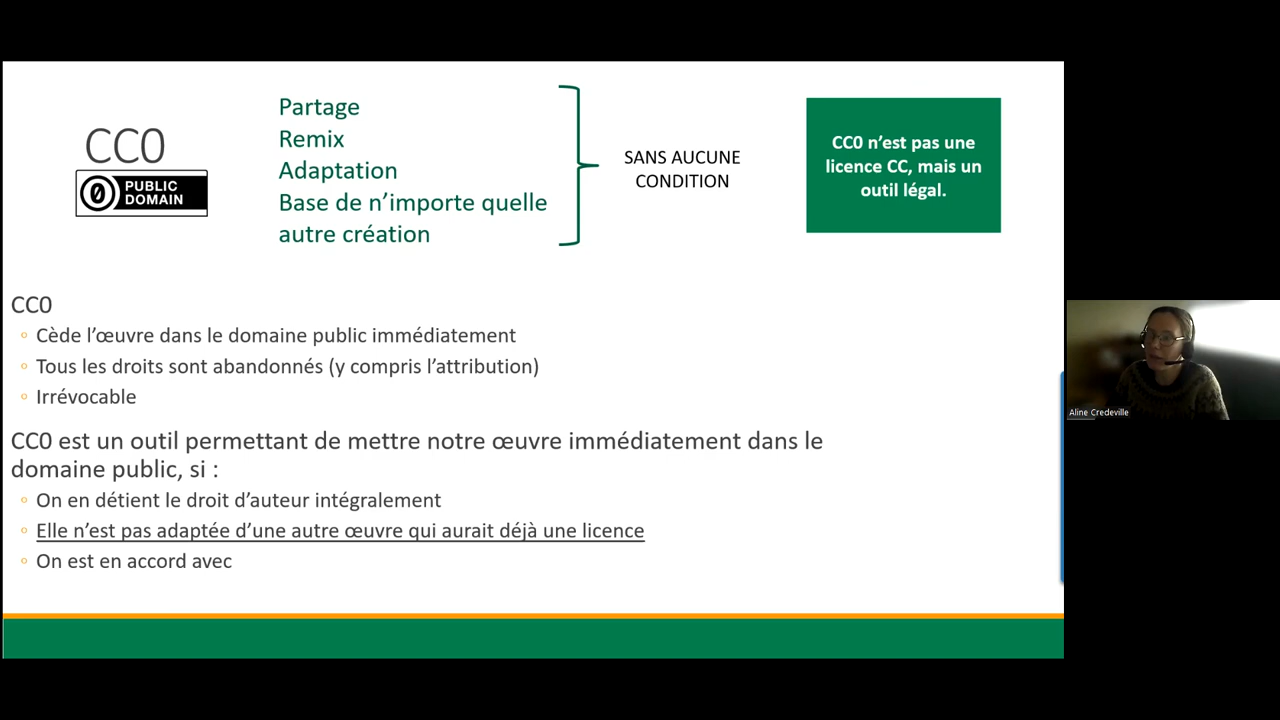 CC0
PUBLIC
DOMAIN
Partage
Remix
Adaptation
Base de n’importe quelle
autre création
SANS AUCUNE
CONDITION
CC0 n’est pas une
licence CC, mais un
outil légal.
CC0
Cède l’œuvre dans le domaine public immédiatement
Tous les droits sont abandonnés (y compris l’attribution)
Irrévocable
CC0 est un outil permettant de mettre notre œuvre immédiatement dans le
domaine public, si :
On en détient le droit d’auteur intégralement
Elle n’est pas adaptée d’une autre œuvre qui aurait déjà une licence
On est en accord avec
Aline Credeville